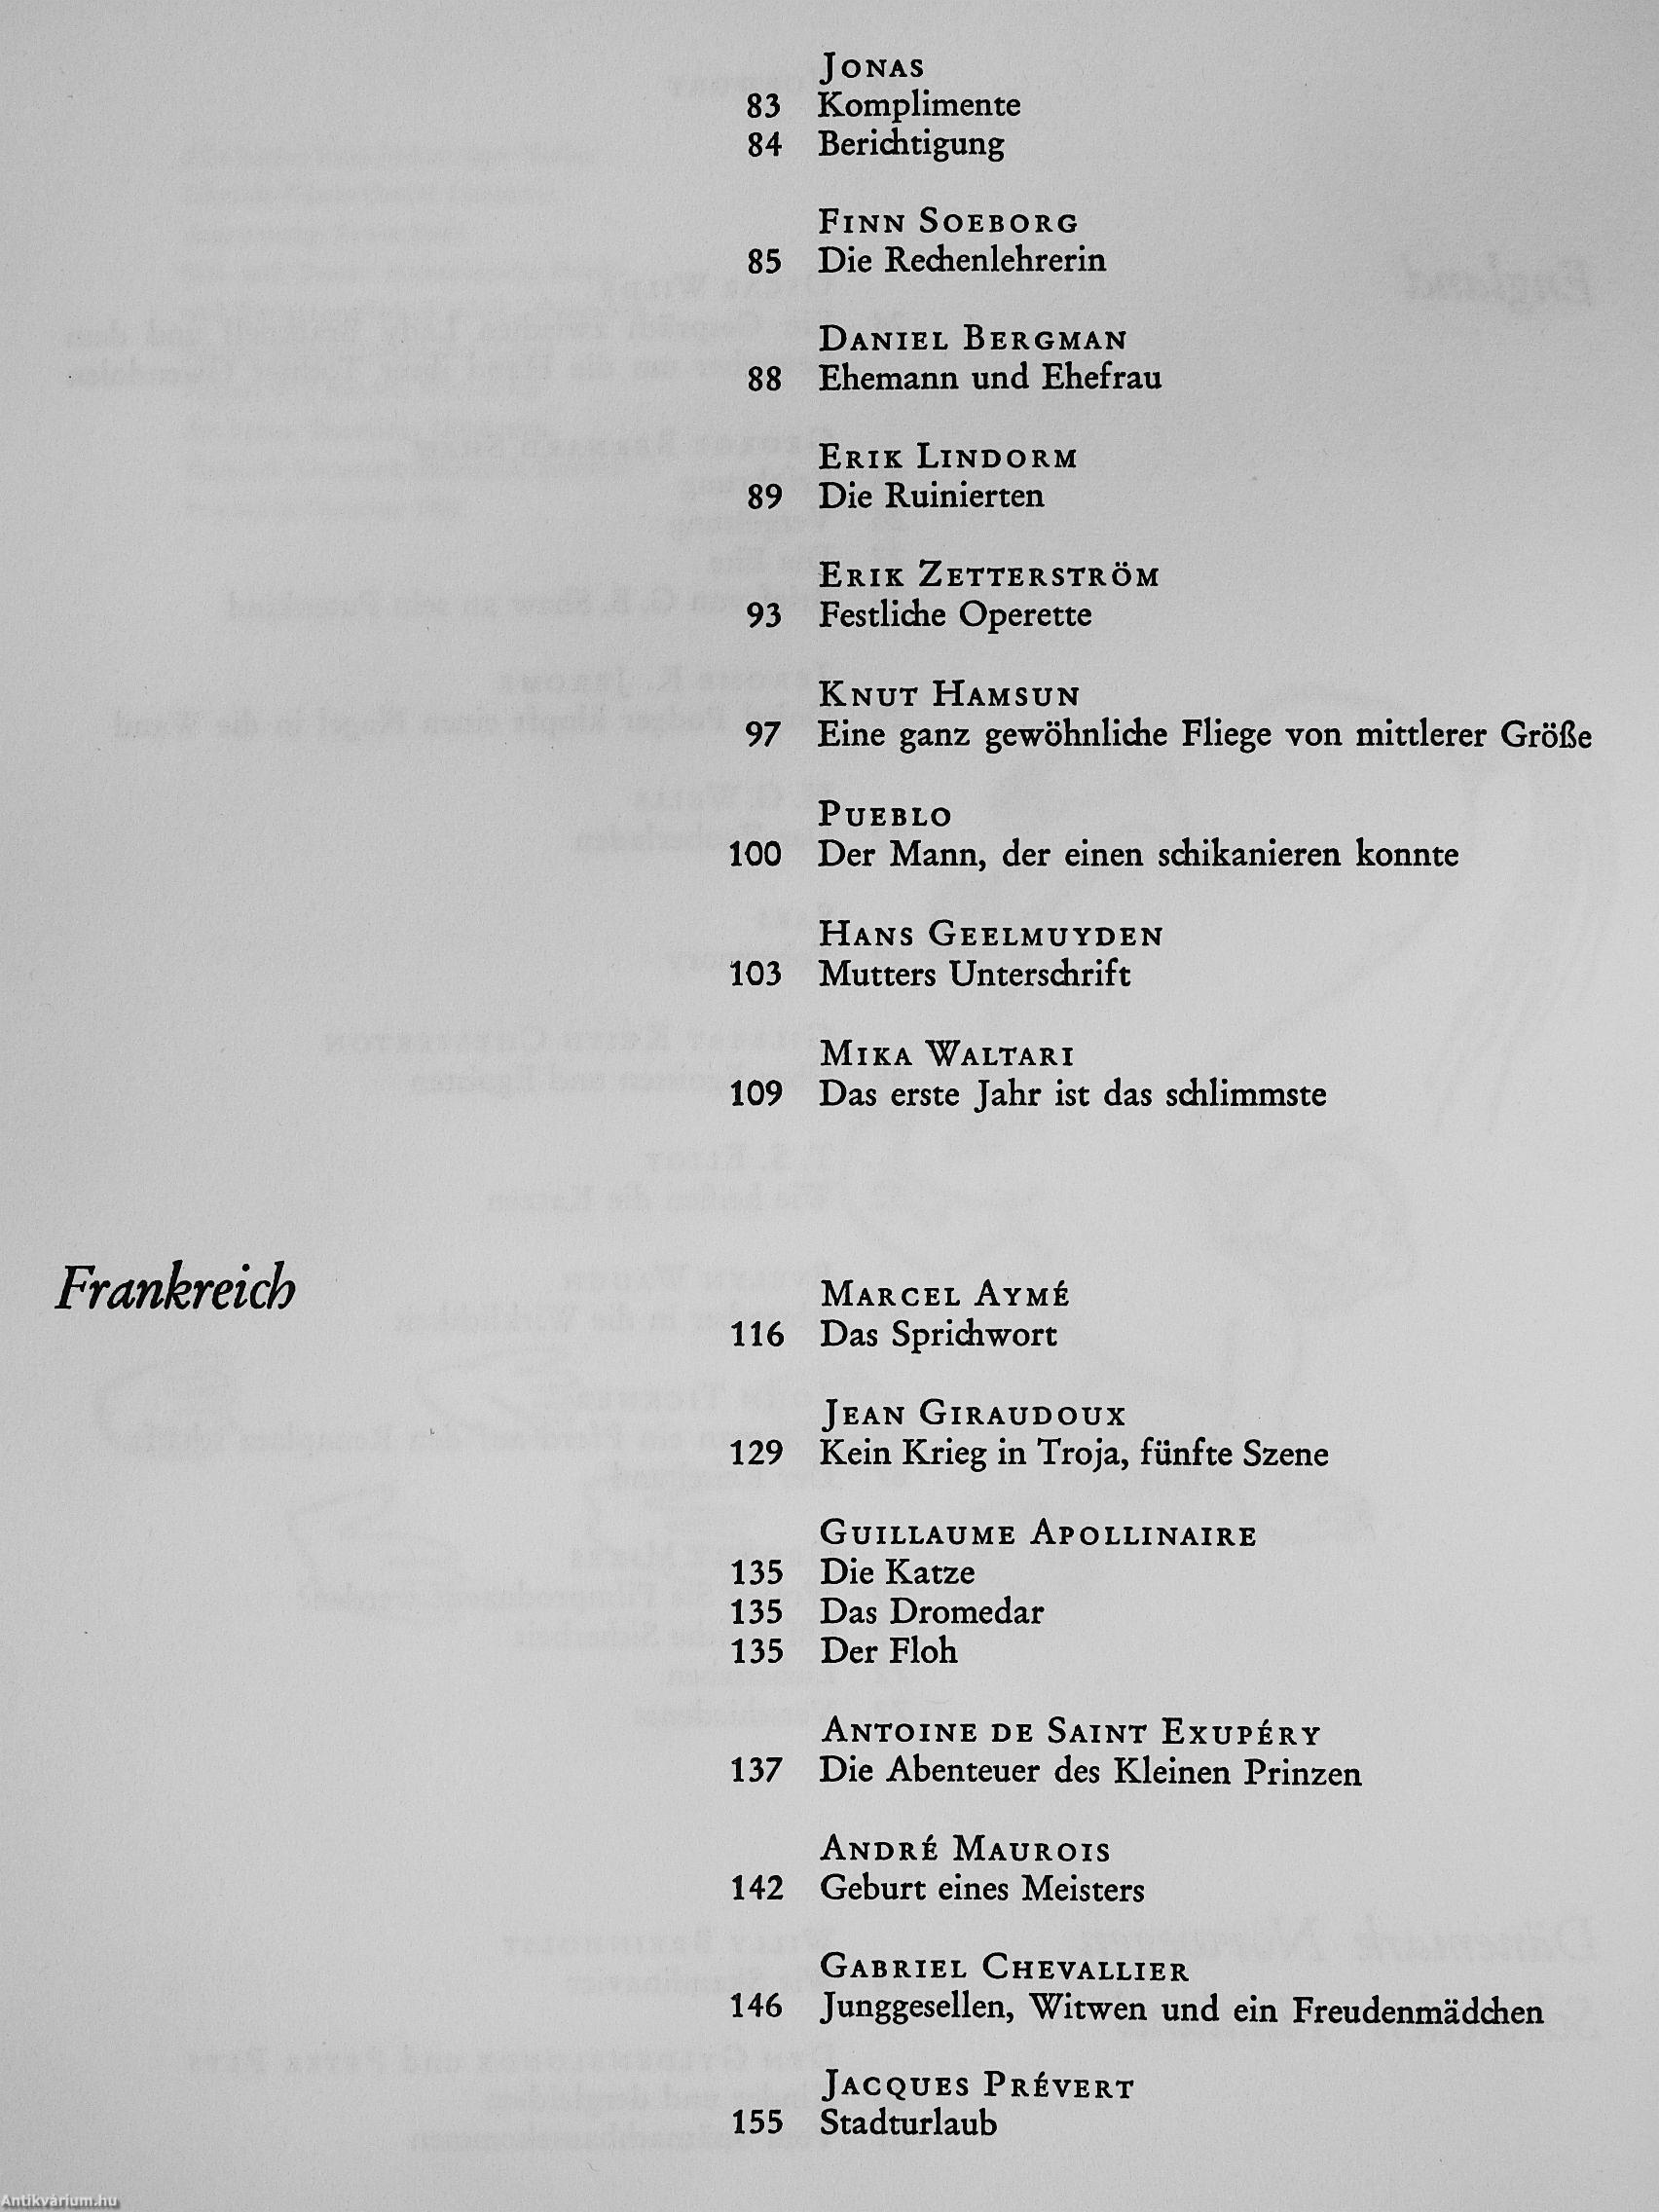 JONAS
83 Komplimente
84 Berichtigung
FINN SOEBORG
85 Die Rechenlehrerin
DANIEL BERGMAN
88 Ehemann und Ehefrau
ERIK LINDORM
89 Die Ruinierten
ERIK ZETTERSTRÖM
93 Festliche Operette
KNUT HAMSUN
97 Eine ganz gewöhnliche Fliege von mittlerer Größe
PUEBLO
100 Der Mann, der einen schikanieren konnte
HANS GEELMUYDEN
103 Mutters Unterschrift
MIKA WALTARI
109 Das erste Jahr ist das schlimmste
Frankreich
MARCEL AYMÉ
116 Das Sprichwort
JEAN GIRAUDOUX
129 Kein Krieg in Troja, fünfte Szene
GUILLAUME APOLLINAIRE
135 Die Katze
135 Das Dromedar
135 Der Floh
ANTOINE DE SAINT EXUPÉRY
137 Die Abenteuer des Kleinen Prinzen
ANDRÉ MAUROIS
142 Geburt eines Meisters
GABRIEL CHEVALLIER
146 Junggesellen, Witwen und ein Freudenmädchen
JACQUES PRÉVERT
155 Stadturlaub
Antikvárium.hu